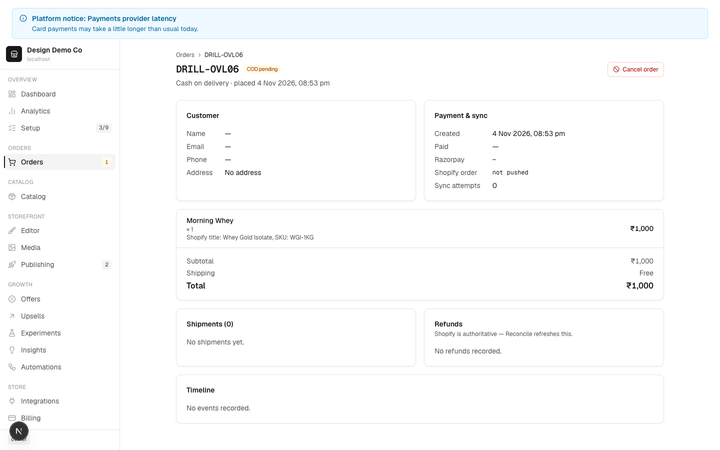 Platform notice: Payments provider latency
Card payments may take a little longer than usual today.
Design Demo Co
localhost
OVERVIEW
Dashboard
Analytics
Setup 3/9
ORDERS
Orders 1
CATALOG
Catalog
STOREFRONT
Editor
Media
Publishing 2
GROWTH
Offers
Upsells
Experiments
Insights
Automations
STORE
Integrations
Billing
N
Orders > DRILL-OVL06
DRILL-OVL06 COD pending
Cancel order
Cash on delivery · placed 4 Nov 2026, 08:53 pm
Customer
Name —
Email —
Phone —
Address No address
Payment & sync
Created 4 Nov 2026, 08:53 pm
Paid —
Razorpay –
Shopify order not pushed
Sync attempts 0
Morning Whey
× 1
Shopify title: Whey Gold Isolate, SKU: WGI-1KG
₹1,000
Subtotal ₹1,000
Shipping Free
Total ₹1,000
Shipments (0)
No shipments yet.
Refunds
Shopify is authoritative — Reconcile refreshes this.
No refunds recorded.
Timeline
No events recorded.